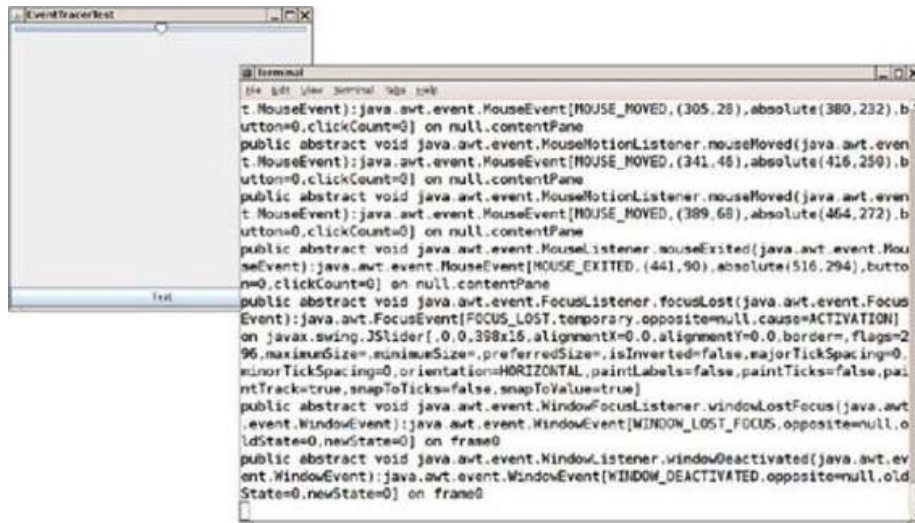 EventTracerTest
Test
Terminal
File Edit View Terminal Tabs Help
t.MouseEvent):java.awt.event.MouseEvent[MOUSE_MOVED,(305,28),absolute(380,232),b
utton=0,clickCount=0] on null.contentPane
public abstract void java.awt.event.MouseMotionListener.mouseMoved(java.awt.even
t.MouseEvent):java.awt.event.MouseEvent[MOUSE_MOVED,(341,46),absolute(416,250),b
utton=0,clickCount=0] on null.contentPane
public abstract void java.awt.event.MouseMotionListener.mouseMoved(java.awt.even
t.MouseEvent):java.awt.event.MouseEvent[MOUSE_MOVED,(389,68),absolute(464,272),b
utton=0,clickCount=0] on null.contentPane
public abstract void java.awt.event.MouseListener.mouseExited(java.awt.event.Mou
seEvent):java.awt.event.MouseEvent[MOUSE_EXITED,(441,90),absolute(516,294),butto
n=0,clickCount=0] on null.contentPane
public abstract void java.awt.event.FocusListener.focusLost(java.awt.event.Focus
Event):java.awt.FocusEvent[FOCUS_LOST,temporary,opposite=null,cause=ACTIVATION]
on javax.swing.JSlider[,0,0,398x16,alignmentX=0.0,alignmentY=0.0,border=,flags=2
96,maximumSize=,minimumSize=,preferredSize=,isInverted=false,majorTickSpacing=0,
minorTickSpacing=0,orientation=HORIZONTAL,paintLabels=false,paintTicks=false,pai
ntTrack=true,snapToTicks=false,snapToValue=true]
public abstract void java.awt.event.WindowFocusListener.windowLostFocus(java.awt
.event.WindowEvent):java.awt.event.WindowEvent[WINDOW_LOST_FOCUS,opposite=null,o
ldState=0,newState=0] on frame0
public abstract void java.awt.event.WindowListener.windowDeactivated(java.awt.ev
ent.WindowEvent):java.awt.event.WindowEvent[WINDOW_DEACTIVATED,opposite=null,old
State=0,newState=0] on frame0